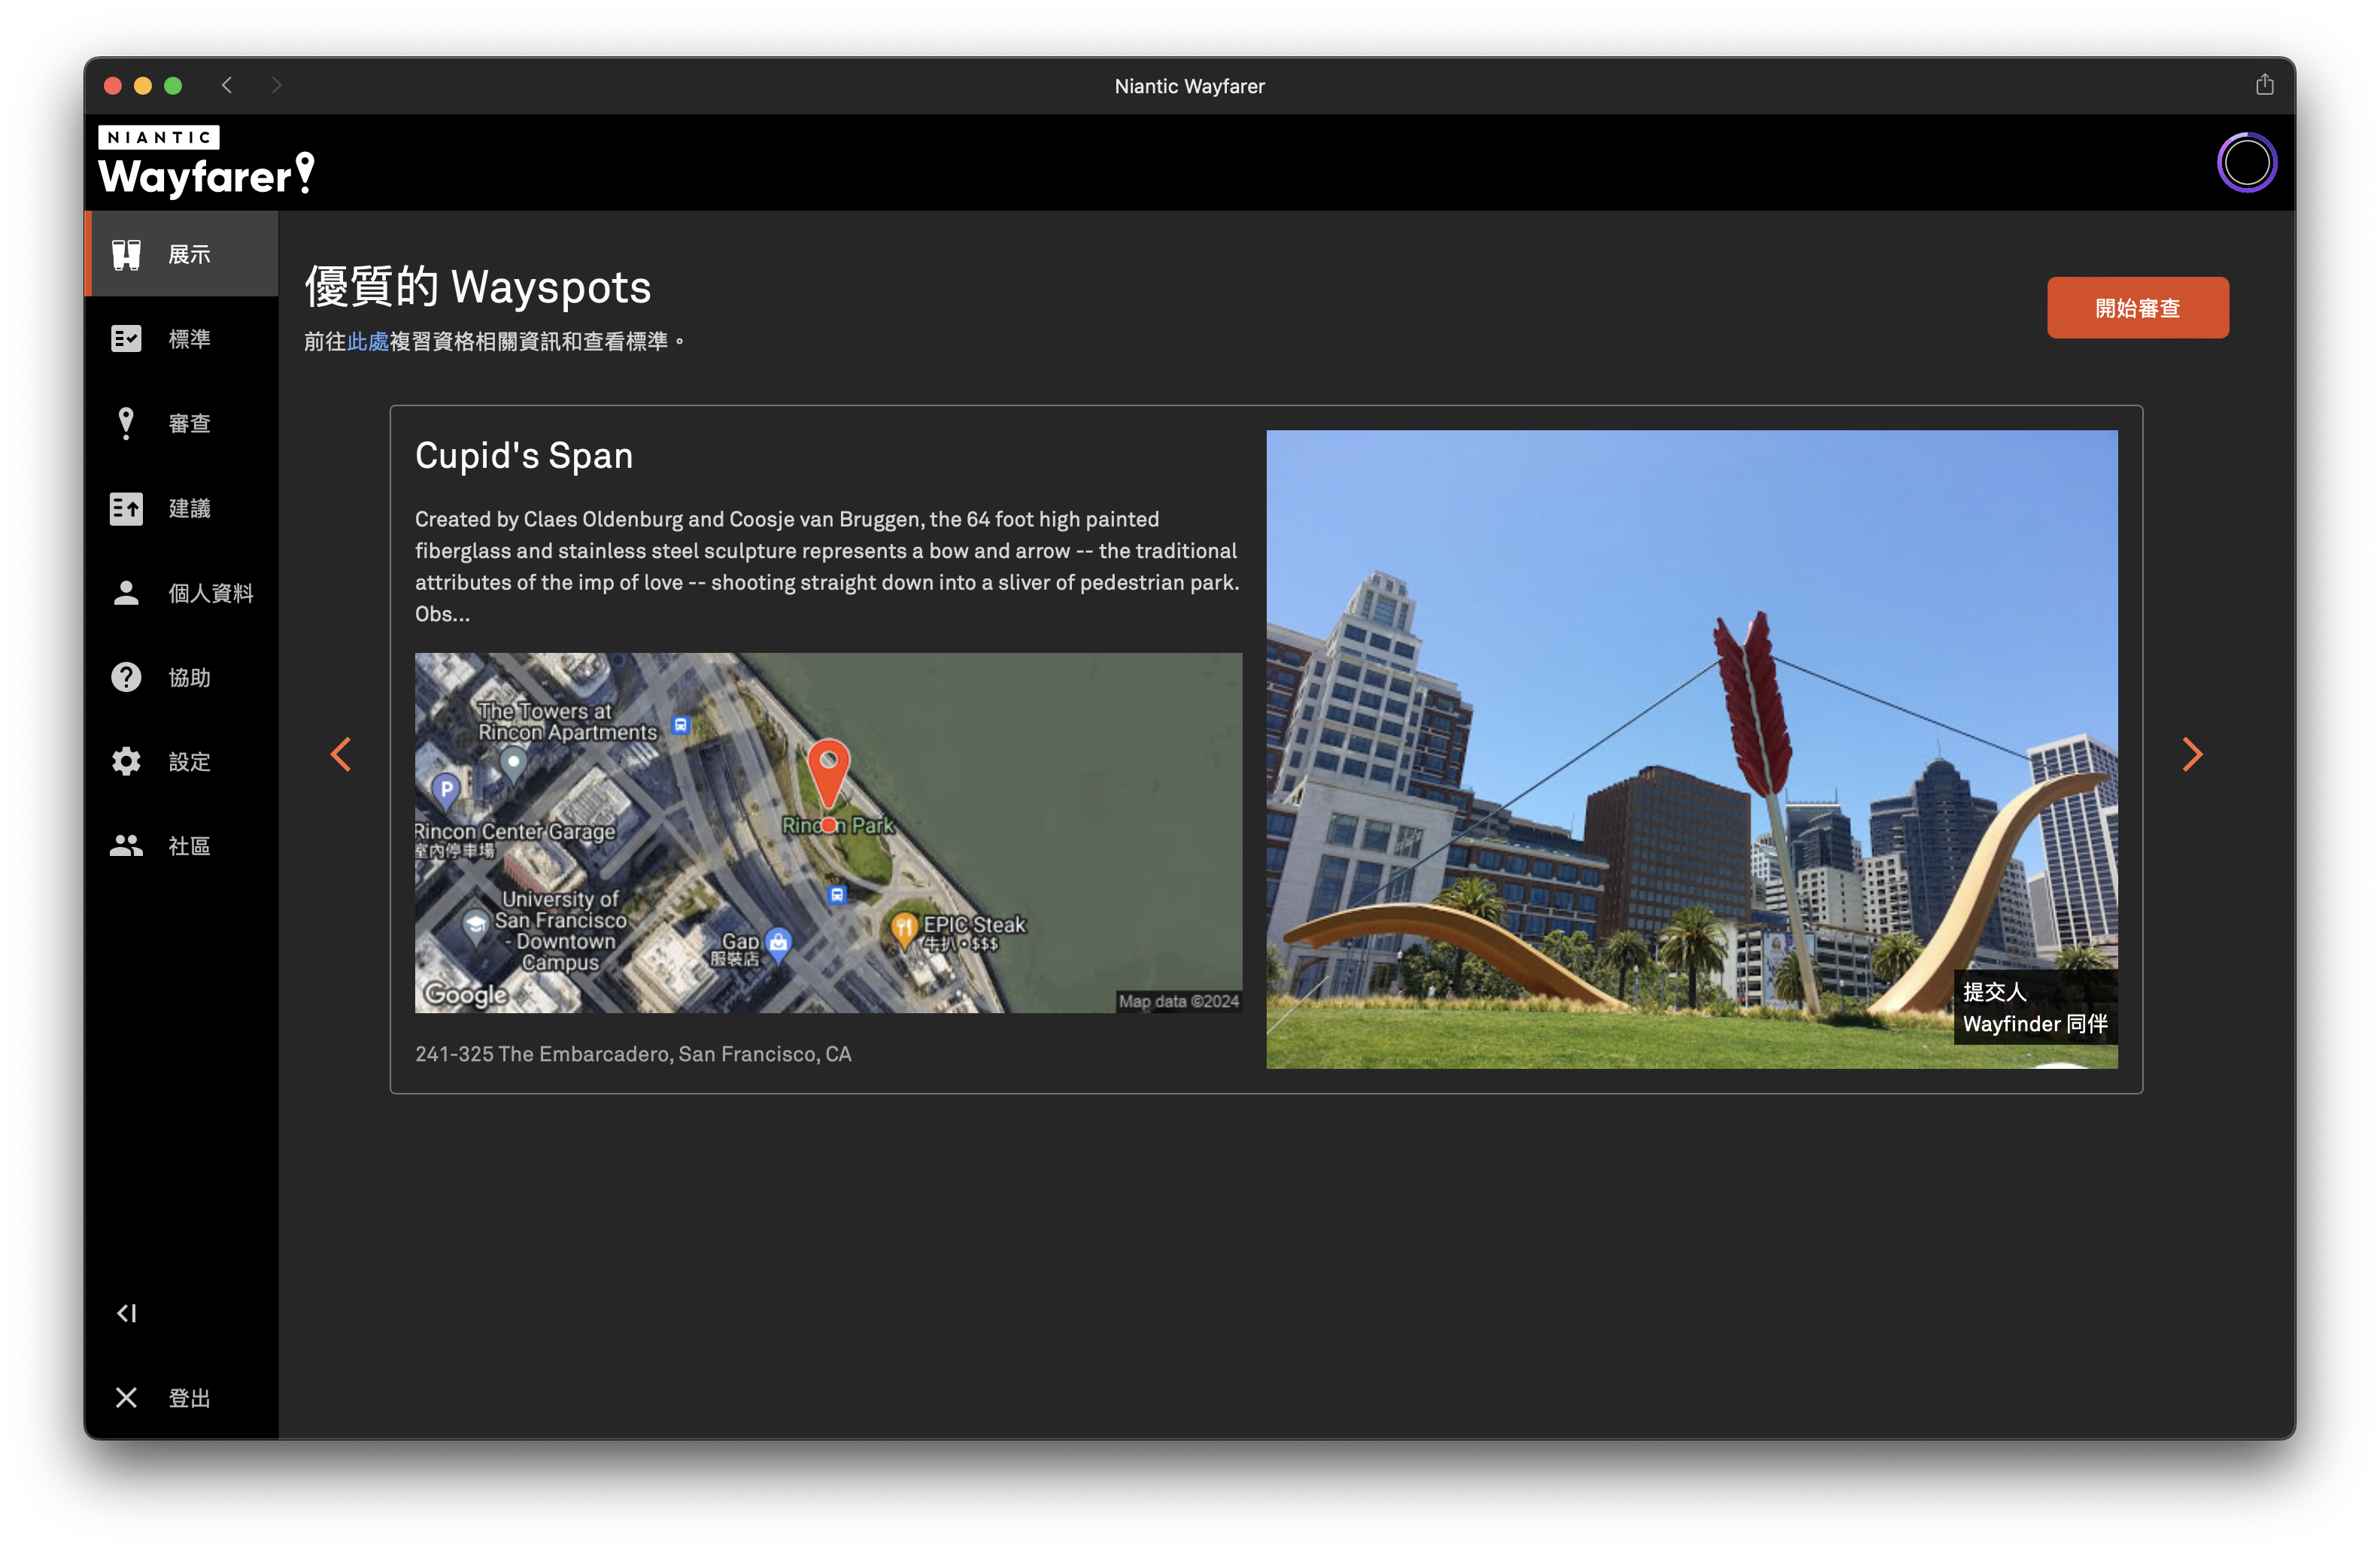 Niantic Wayfarer
NIANTIC
Wayfarer
展示
標準
審查
建議
個人資料
協助
設定
社區
登出
優質的 Wayspots
前往此處複習資格相關資訊和查看標準。
開始審查
Cupid's Span
Created by Claes Oldenburg and Coosje van Bruggen, the 64 foot high painted
fiberglass and stainless steel sculpture represents a bow and arrow -- the traditional
attributes of the imp of love -- shooting straight down into a sliver of pedestrian park.
Obs...
The Towers at
Rincon Apartments
P
Rincon Center Garage
室內停車場
Rincon Park
University of
San Francisco
- Downtown
Campus
Gap
服裝店
EPIC Steak
牛扒・$$$
Google
Map data ©2024
241-325 The Embarcadero, San Francisco, CA
提交人
Wayfinder 同伴